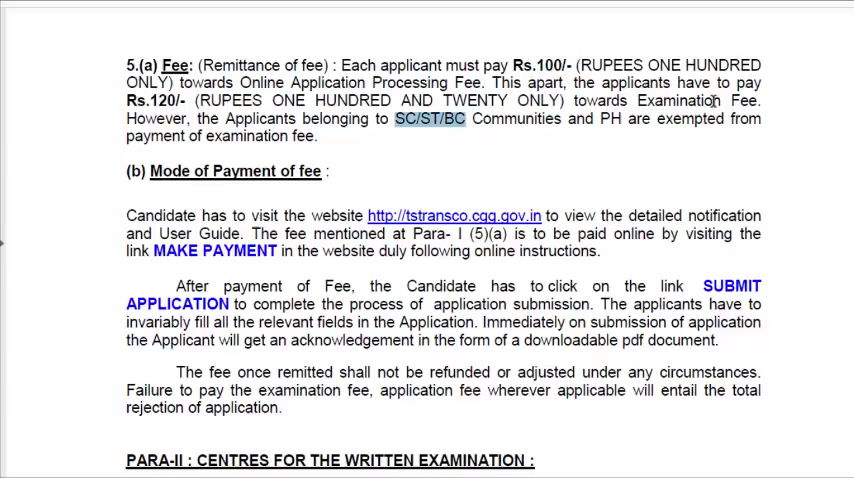 5.(a) Fee: (Remittance of fee) : Each applicant must pay Rs.100/- (RUPEES ONE HUNDRED
ONLY) towards Online Application Processing Fee. This apart, the applicants have to pay
Rs.120/- (RUPEES ONE HUNDRED AND TWENTY ONLY) towards Examination Fee.
However, the Applicants belonging to SC/ST/BC Communities and PH are exempted from
payment of examination fee.
(b) Mode of Payment of fee :
Candidate has to visit the website http://tstransco.cgg.gov.in to view the detailed notification
and User Guide. The fee mentioned at Para- I (5)(a) is to be paid online by visiting the
link MAKE PAYMENT in the website duly following online instructions.
After payment of Fee, the Candidate has to click on the link SUBMIT
APPLICATION to complete the process of application submission. The applicants have to
invariably fill all the relevant fields in the Application. Immediately on submission of application
the Applicant will get an acknowledgement in the form of a downloadable pdf document.
The fee once remitted shall not be refunded or adjusted under any circumstances.
Failure to pay the examination fee, application fee wherever applicable will entail the total
rejection of application.
PARA-II : CENTRES FOR THE WRITTEN EXAMINATION :